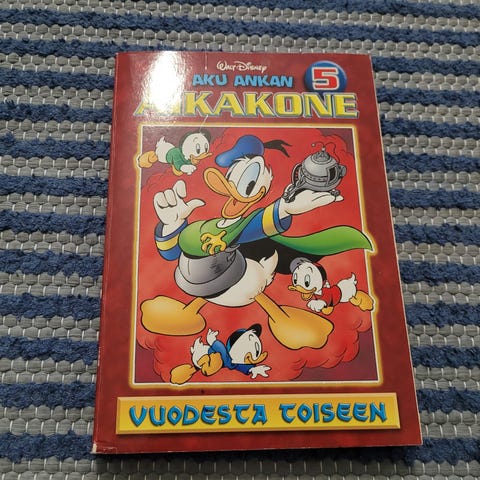 Walt Disney
AKU ANKAN 5
AIKAKONE
VUODESTA TOISEEN